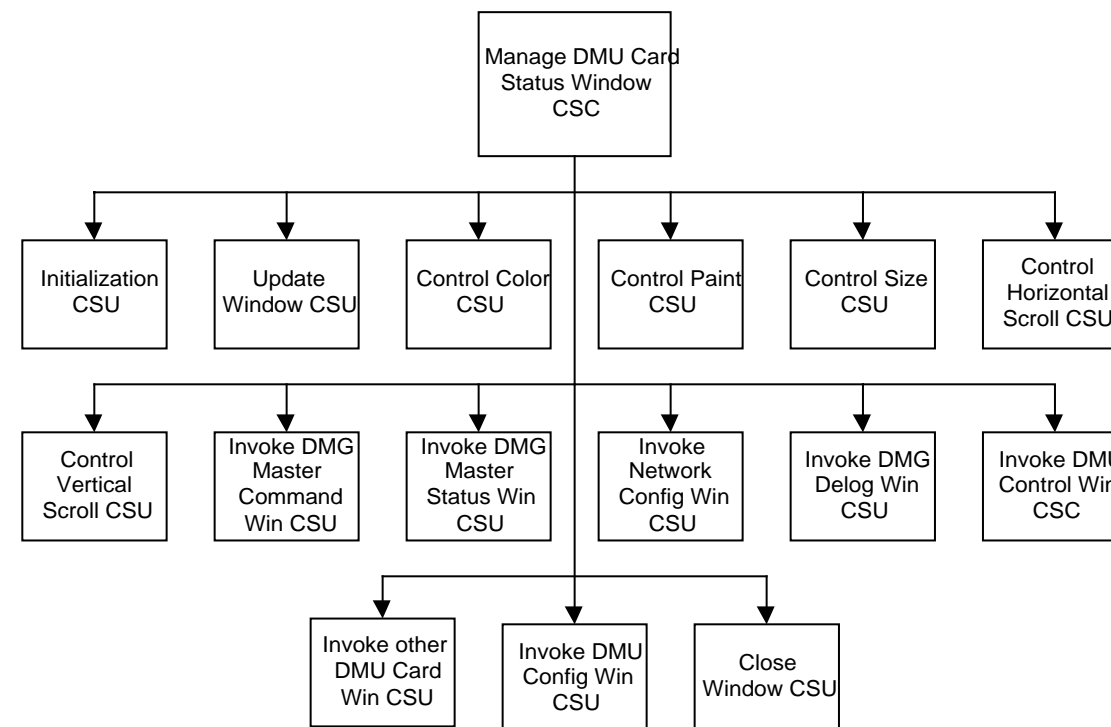 Manage DMU Card
Status Window
CSC
Initialization
CSU
Update
Window CSU
Control Color
CSU
Control Paint
CSU
Control Size
CSU
Control
Horizontal
Scroll CSU
Control
Vertical
Scroll CSU
Invoke DMG
Master
Command
Win CSU
Invoke DMG
Master
Status Win
CSU
Invoke
Network
Config Win
CSU
Invoke DMG
Delog Win
CSU
Invoke DMU
Control Win
CSC
Invoke other
DMU Card
Win CSU
Invoke DMU
Config Win
CSU
Close
Window CSU